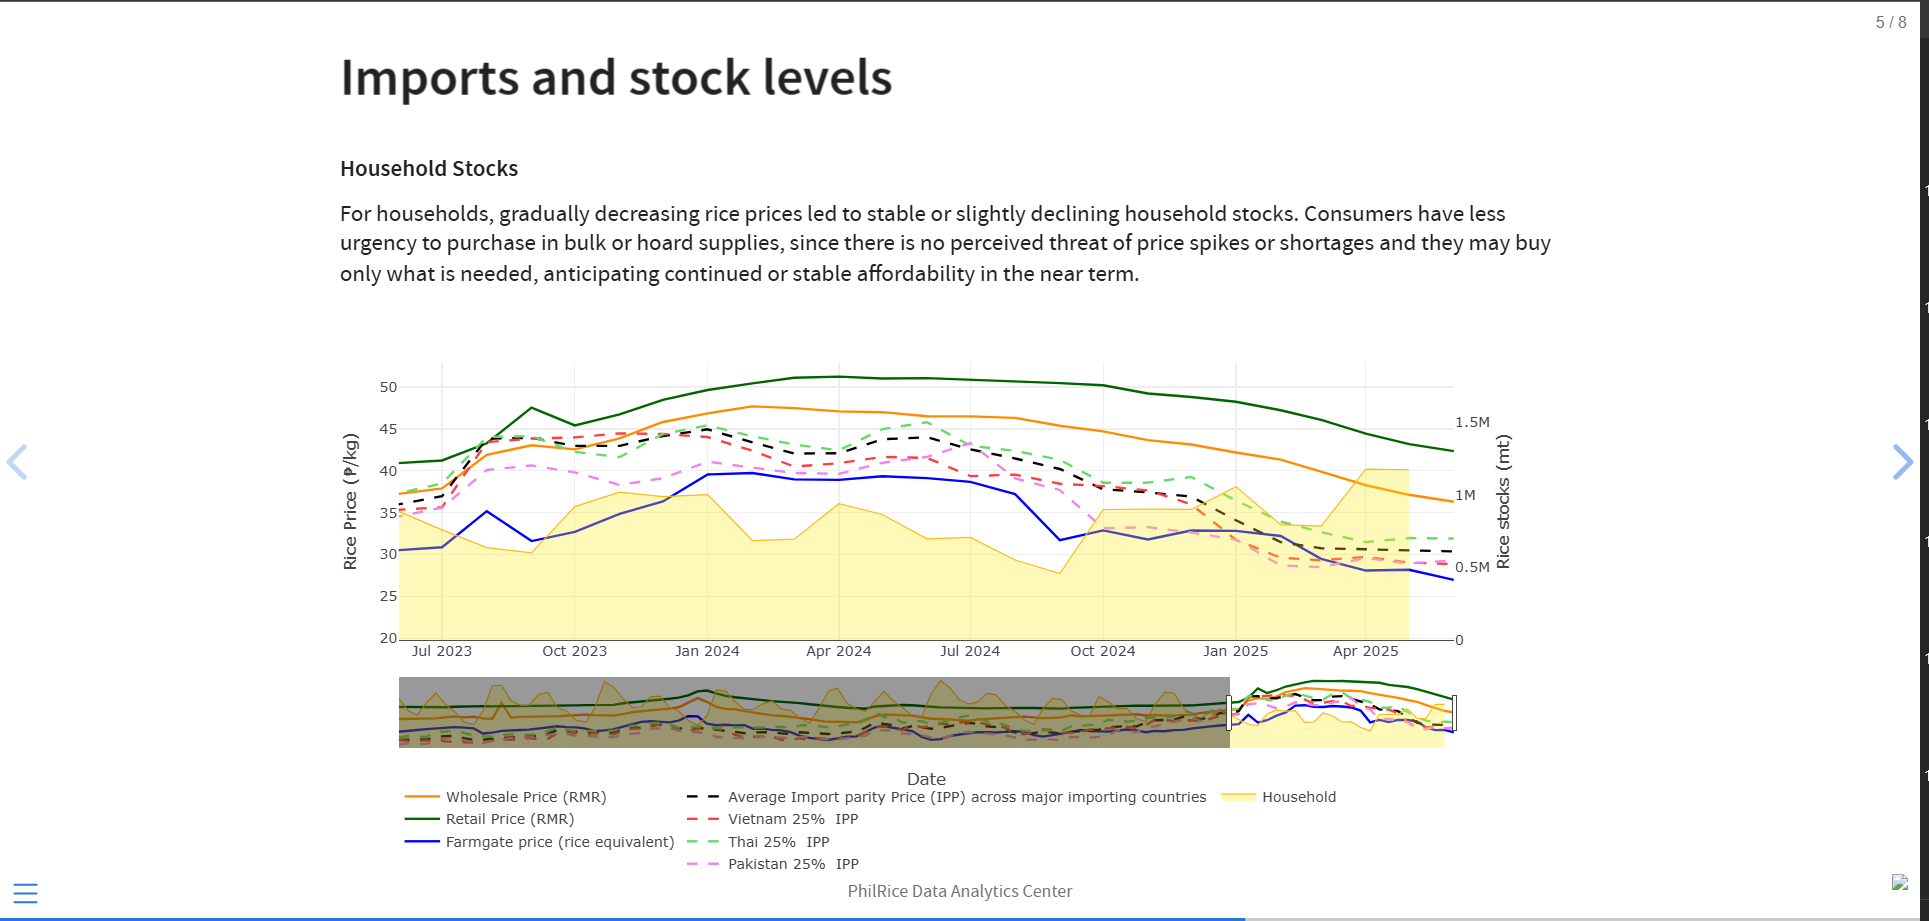 5 / 8
Imports and stock levels
Household Stocks
For households, gradually decreasing rice prices led to stable or slightly declining household stocks. Consumers have less
urgency to purchase in bulk or hoard supplies, since there is no perceived threat of price spikes or shortages and they may buy
only what is needed, anticipating continued or stable affordability in the near term.
Rice Price (₱/kg)
50
45
40
35
30
25
20
1.5M
1M
0.5M
0
Rice stocks (mt)
Jul 2023 Oct 2023 Jan 2024 Apr 2024 Jul 2024 Oct 2024 Jan 2025 Apr 2025
Date
Wholesale Price (RMR) Average Import parity Price (IPP) across major importing countries Household
Retail Price (RMR) Vietnam 25% IPP
Farmgate price (rice equivalent) Thai 25% IPP
Pakistan 25% IPP
PhilRice Data Analytics Center